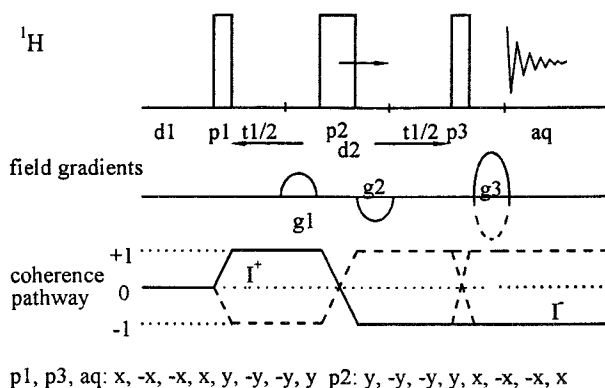 ¹H
d1 p1 t1/2 p2 t1/2 p3 aq
d2
field gradients
g1 g2 g3
+1
I⁺
coherence pathway
0
-1
I⁻
p1, p3, aq: x, -x, -x, x, y, -y, -y, y p2: y, -y, -y, y, x, -x, -x, x